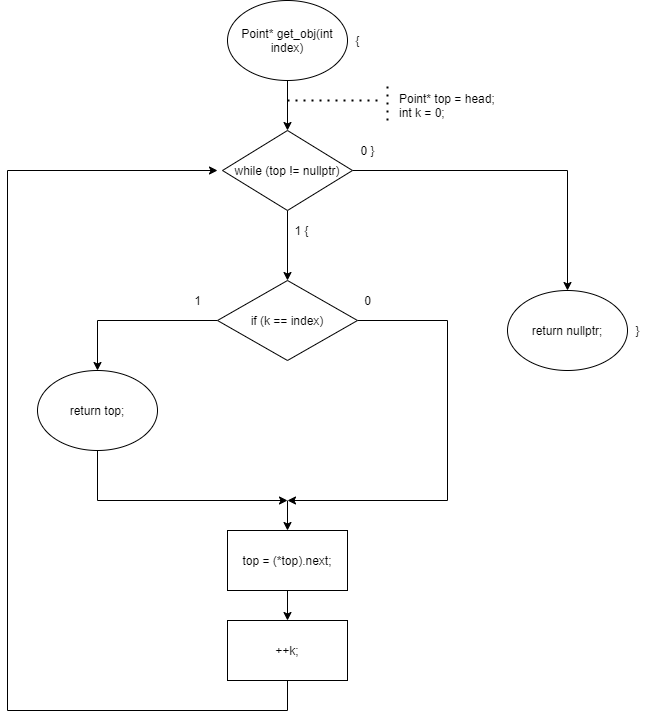 Point* get_obj(int
index)
{
Point* top = head;
int k = 0;
0 }
while (top != nullptr)
1 {
1
0
if (k == index)
return nullptr;
}
return top;
top = (*top).next;
++k;